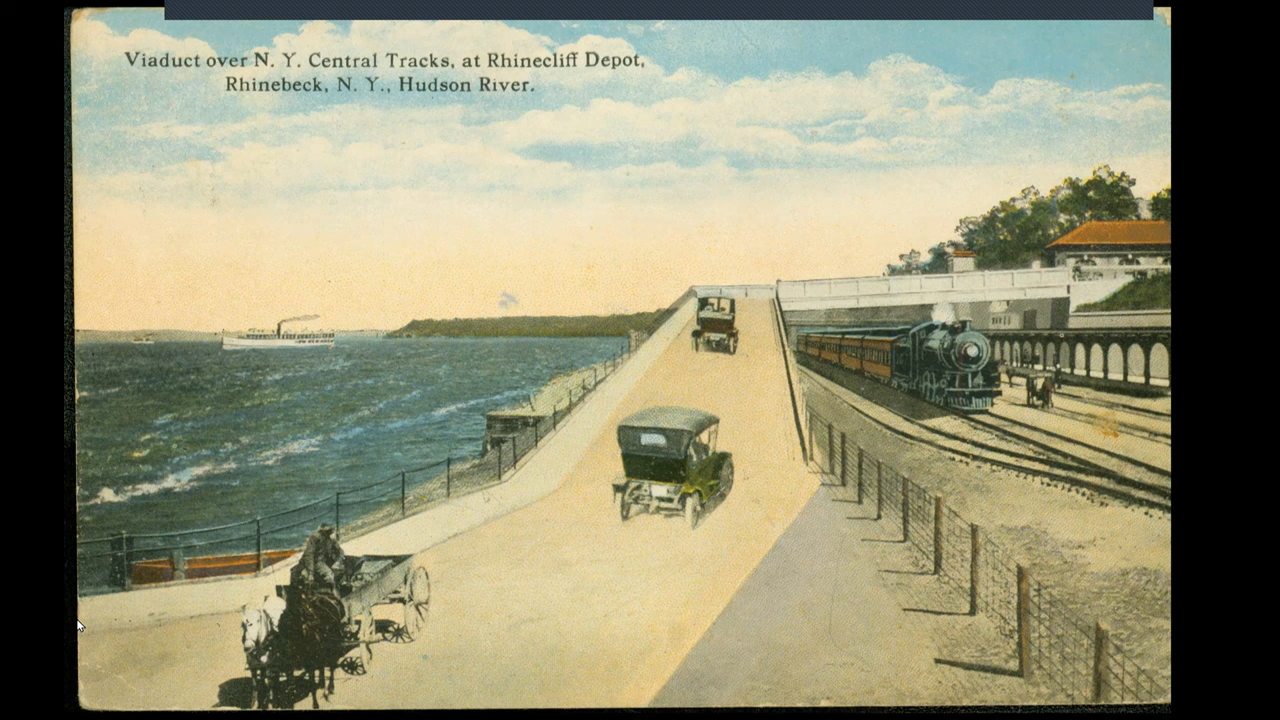 Viaduct over N. Y. Central Tracks, at Rhinecliff Depot,
Rhinebeck, N. Y., Hudson River.